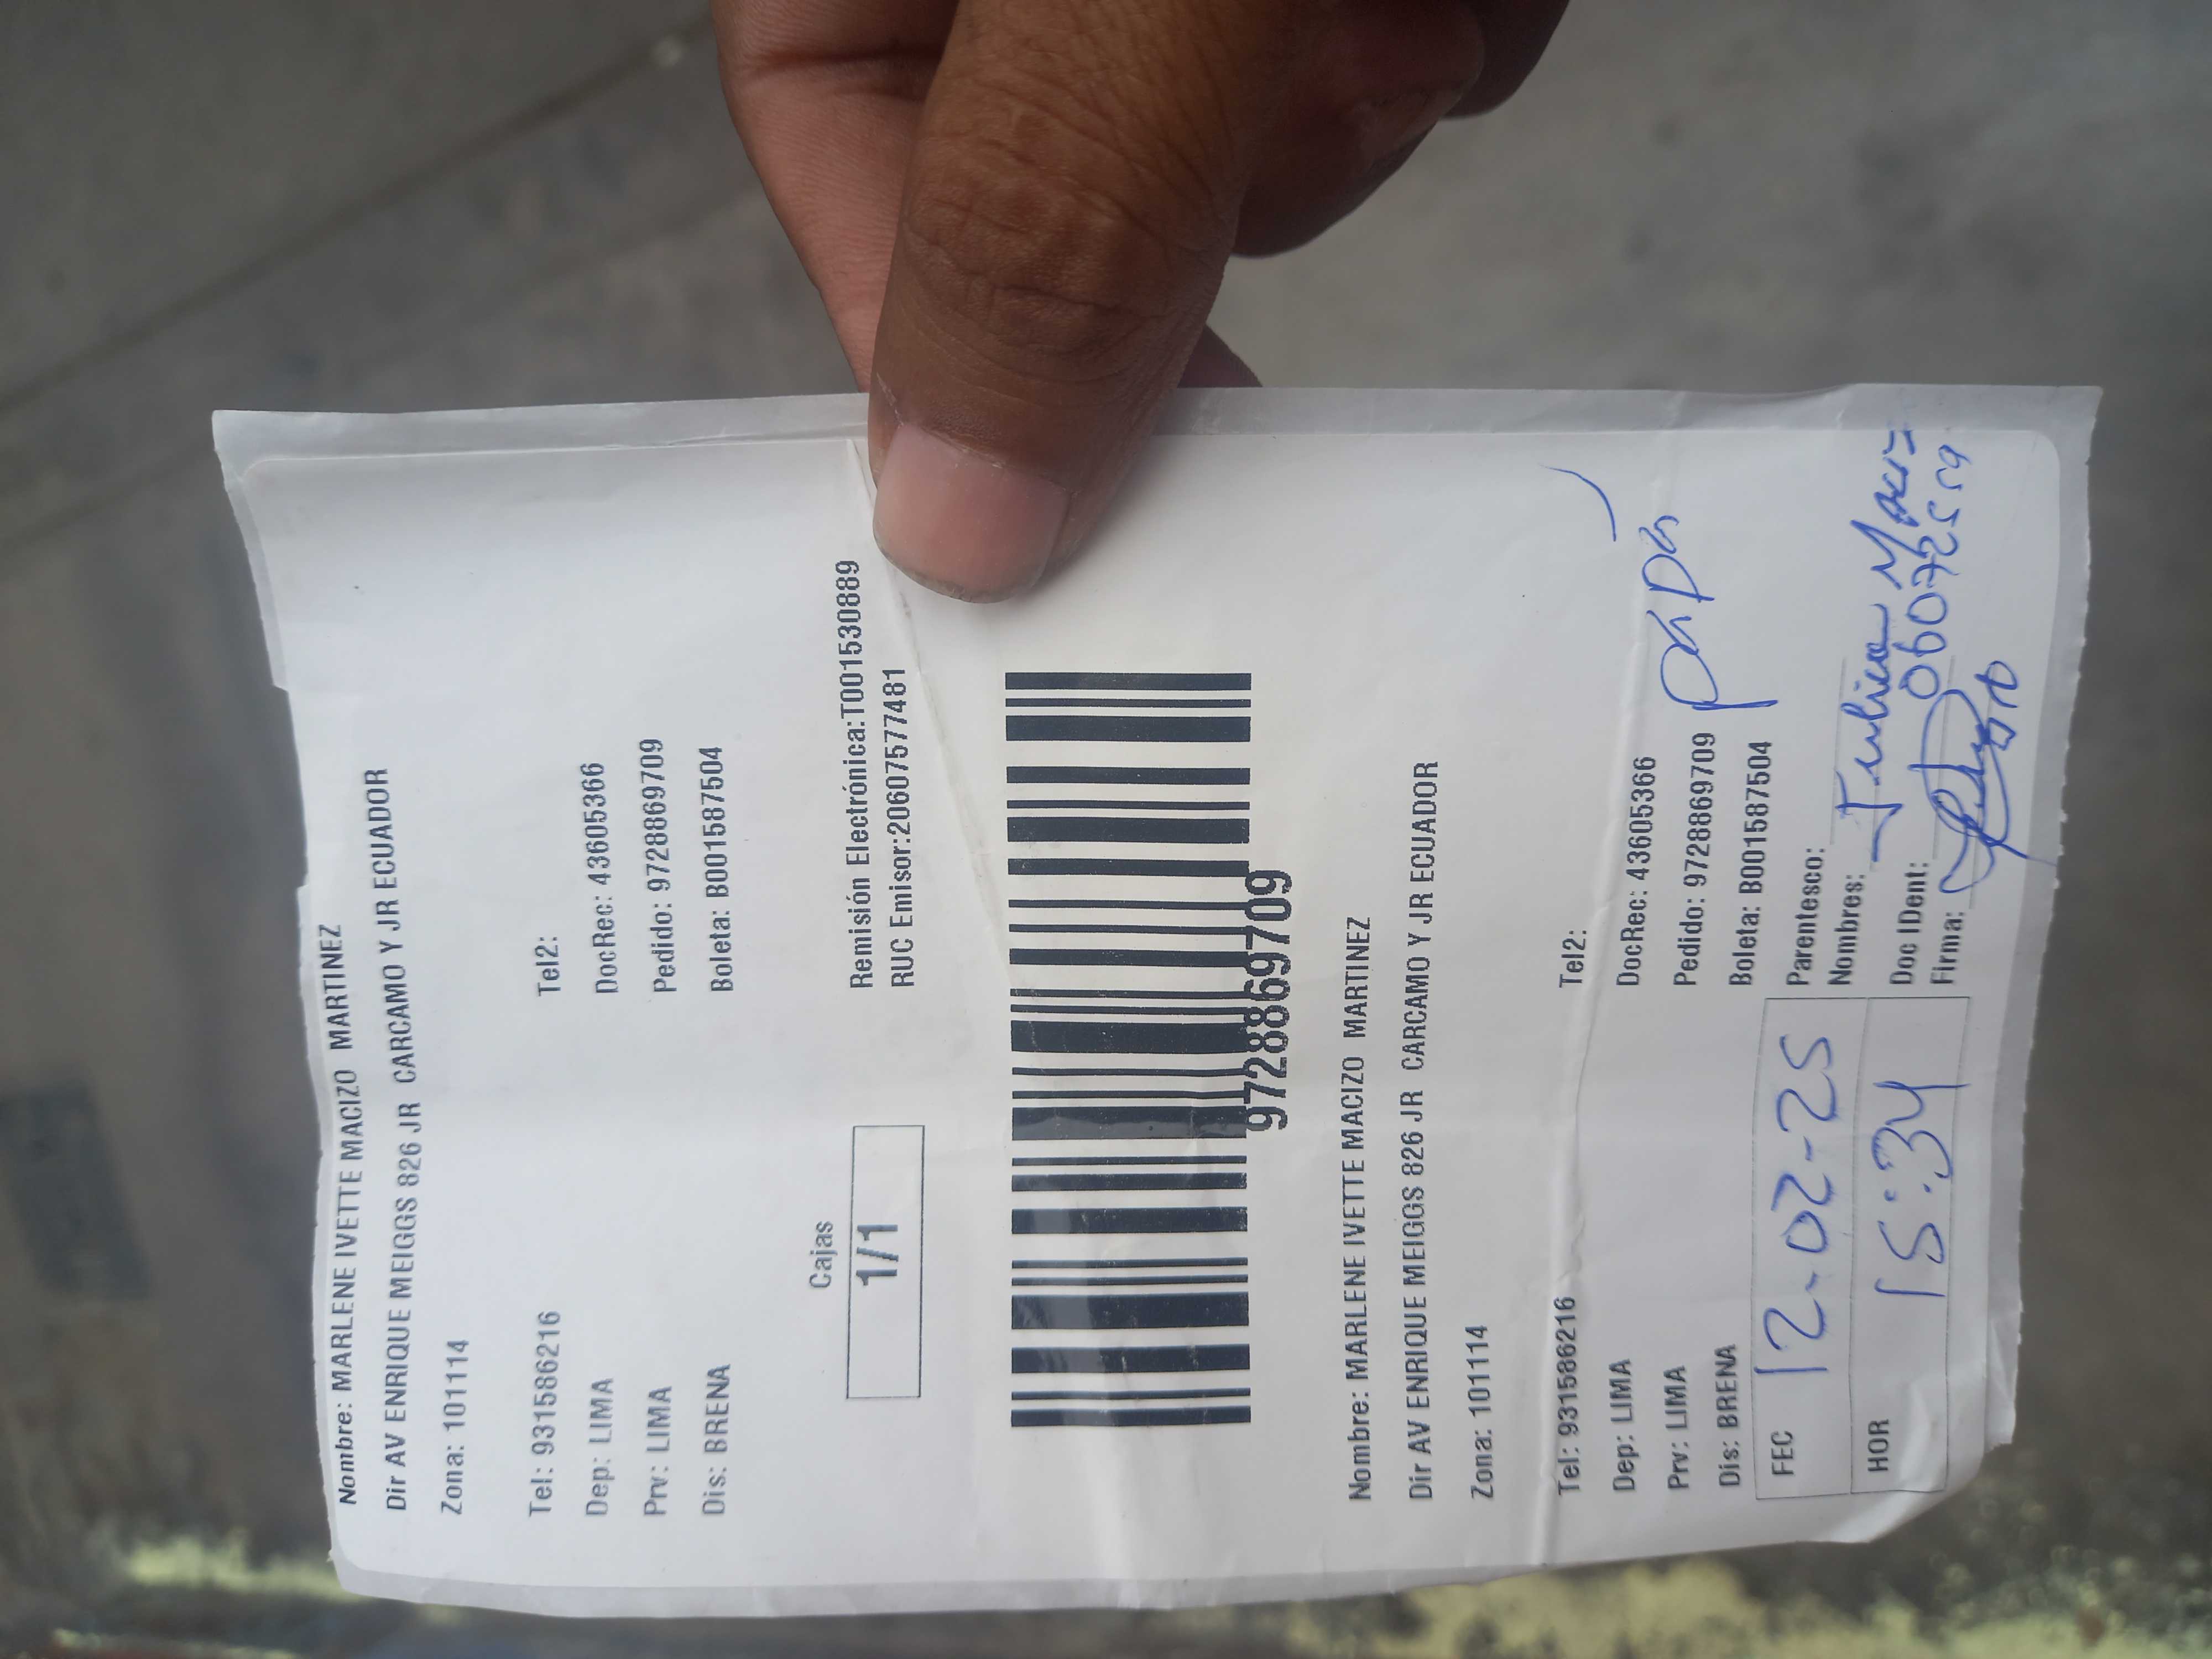 Nombre: MARLENE IVETTE MACIZO MARTINEZ
Dir AV ENRIQUE MEIGGS 826 JR CARCAMO Y JR ECUADOR
Zona: 101114
Tel: 931586216 Tel2:
Dep: LIMA DocRec: 43605366
Prv: LIMA Pedido: 9728869709
Dis: BRENA Boleta: B001587504
Cajas
1/1
Remisión Electrónica:T001530889
RUC Emisor:20607577481
9728869709
Nombre: MARLENE IVETTE MACIZO MARTINEZ
Dir AV ENRIQUE MEIGGS 826 JR CARCAMO Y JR ECUADOR
Zona: 101114
Tel: 931586216 Tel2:
Dep: LIMA DocRec: 43605366
Prv: LIMA Pedido: 9728869709
Dis: BRENA Boleta: B001587504
FEC 12-02-25 Parentesco: papá
Nombres:
HOR 15:34 Doc IDent:
Firma: